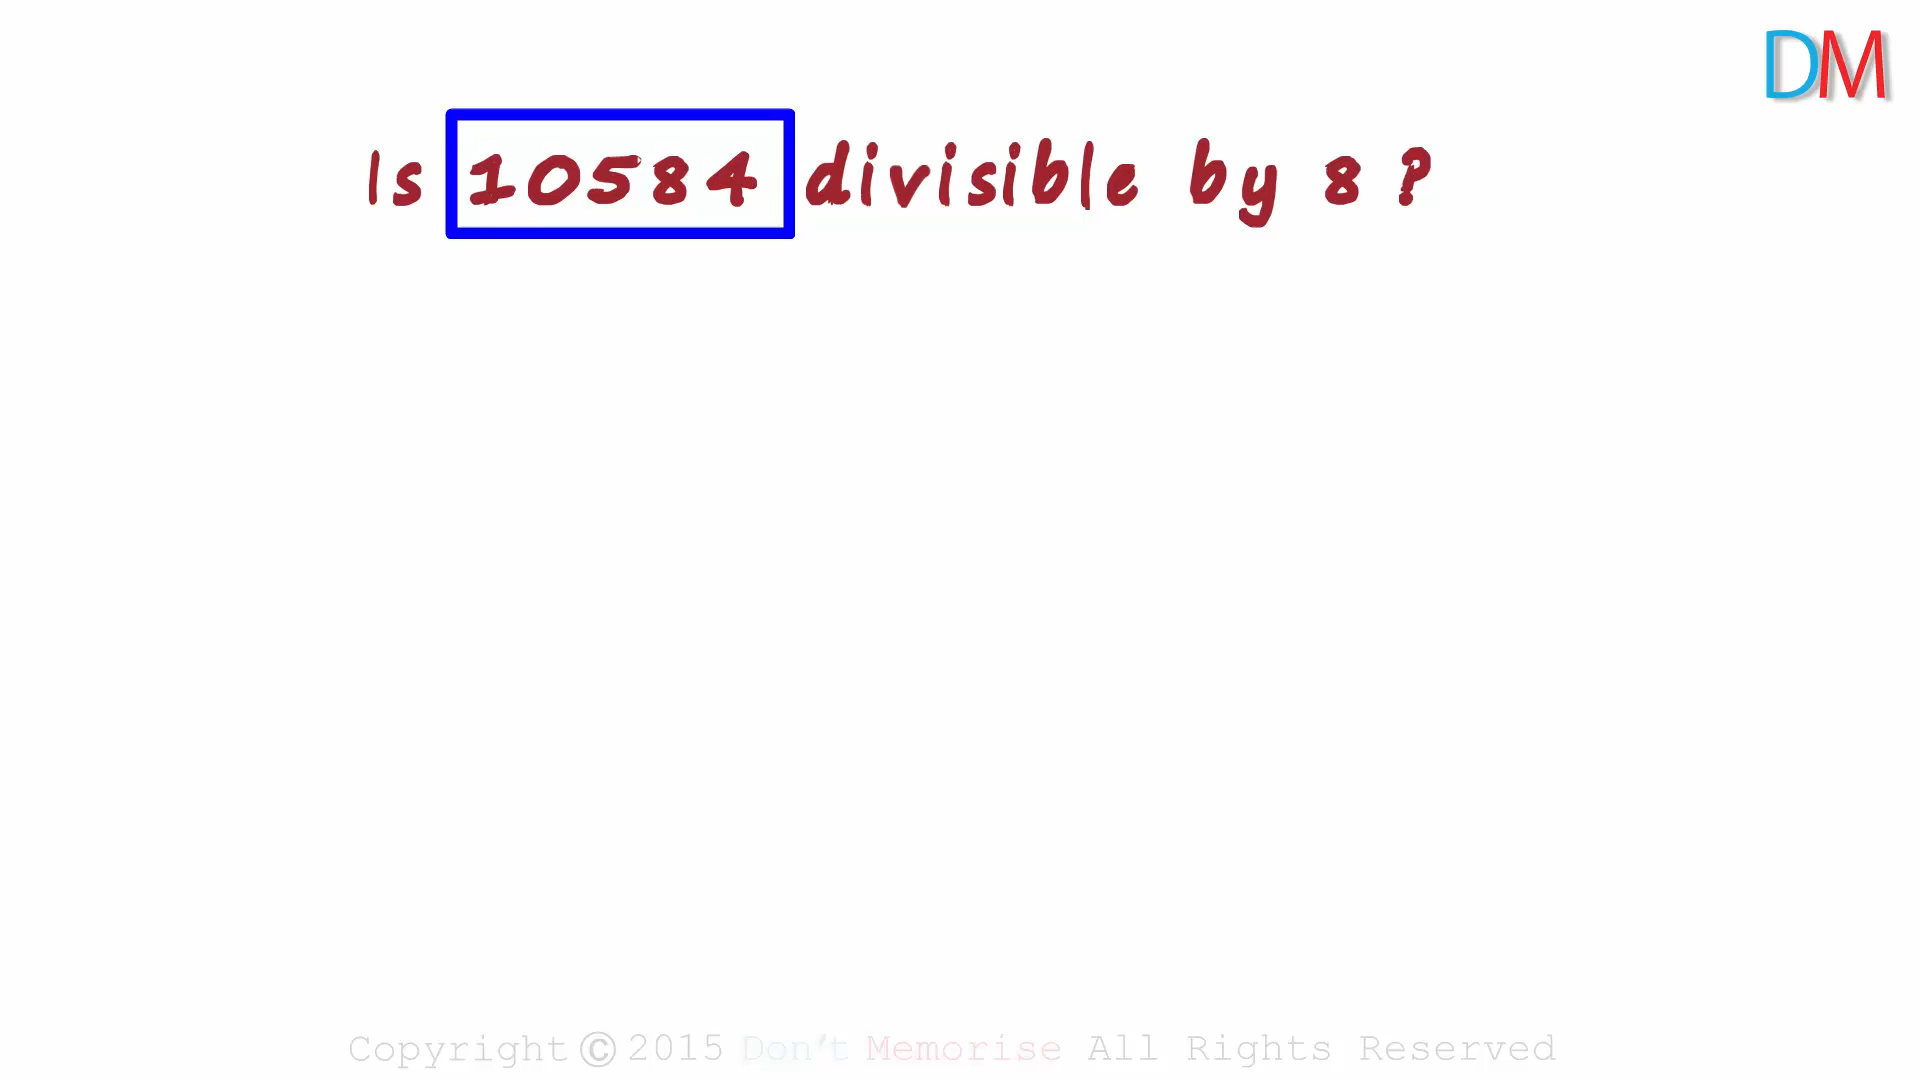 DM
Is 10584 divisible by 8 ?
Copyright © 2015 Don't Memorise All Rights Reserved